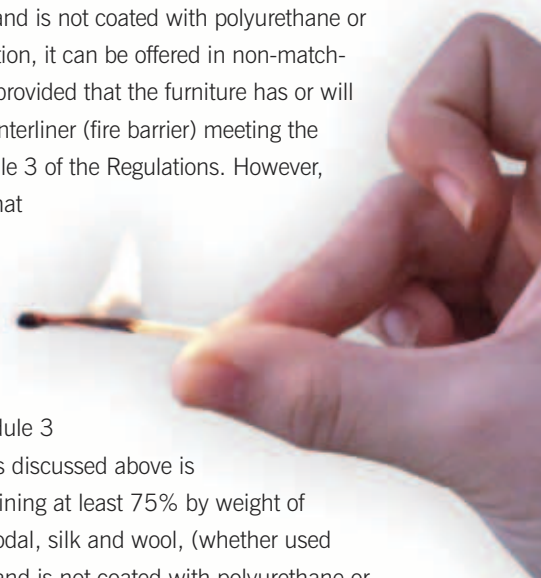 and is not coated with polyurethane or
tion, it can be offered in non-match-
provided that the furniture has or will
nterliner (fire barrier) meeting the
le 3 of the Regulations. However,
hat
dule 3
s discussed above is
ining at least 75% by weight of
odal, silk and wool, (whether used
and is not coated with polyurethane or